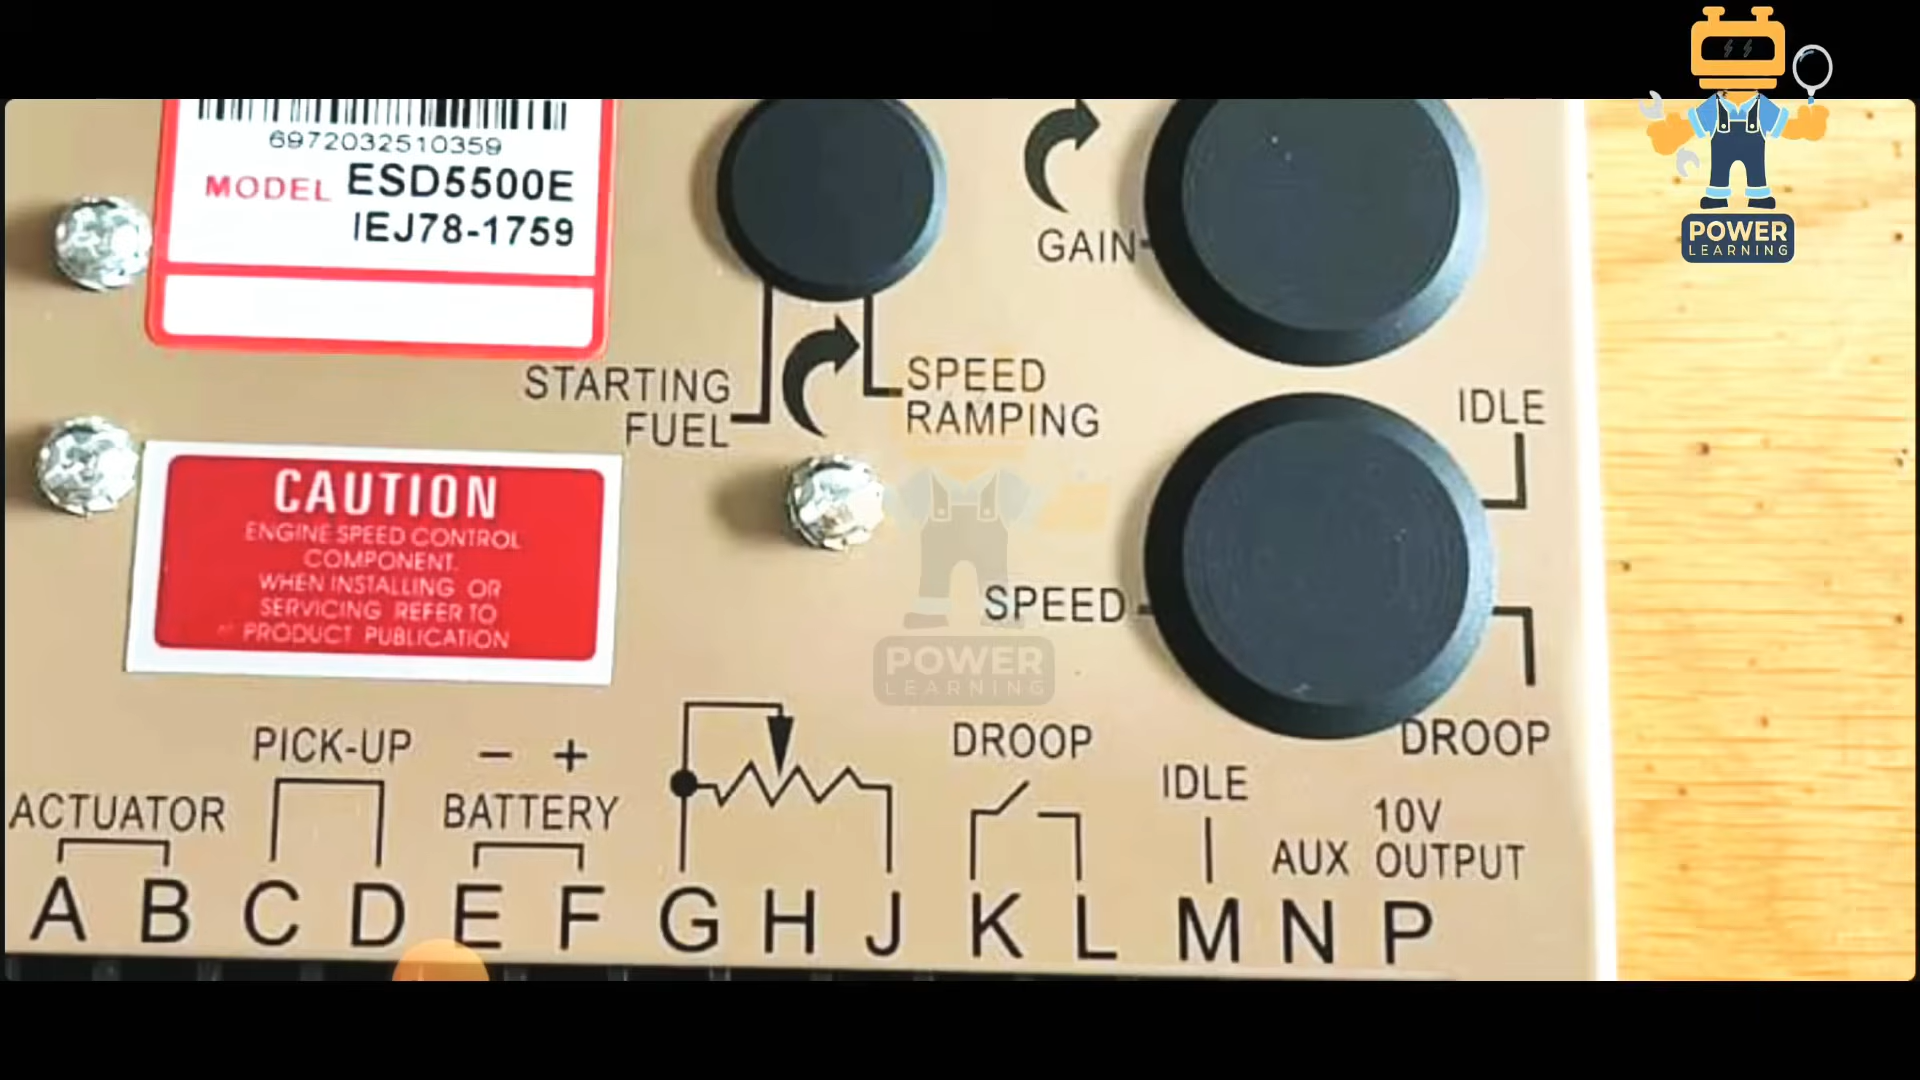 POWER
LEARNING
6972032510359
MODEL ESD5500E
IEJ78-1759
GAIN
STARTING
FUEL
SPEED
RAMPING
IDLE
CAUTION
ENGINE SPEED CONTROL
COMPONENT.
WHEN INSTALLING OR
SERVICING REFER TO
PRODUCT PUBLICATION
SPEED
POWER
LEARNING
DROOP
PICK-UP
- +
DROOP
IDLE
ACTUATOR
BATTERY
10V
AUX OUTPUT
A B C D E F G H J K L M N P